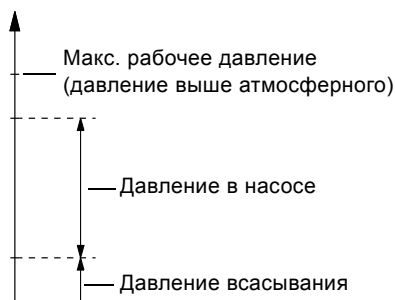 Макс. рабочее давление
(давление выше атмосферного)
Давление в насосе
Давление всасывания